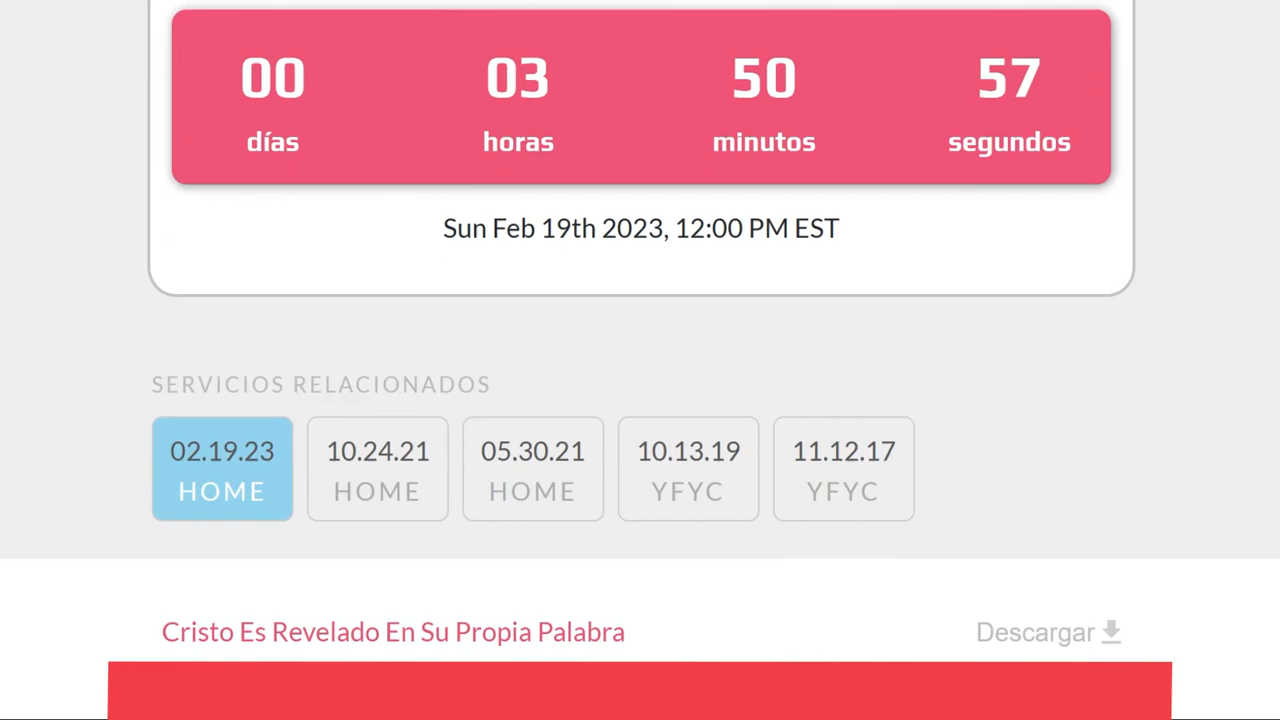 00 03 50 57
días horas minutos segundos
Sun Feb 19th 2023, 12:00 PM EST
SERVICIOS RELACIONADOS
02.19.23 10.24.21 05.30.21 10.13.19 11.12.17
HOME HOME HOME YFYC YFYC
Cristo Es Revelado En Su Propia Palabra Descargar